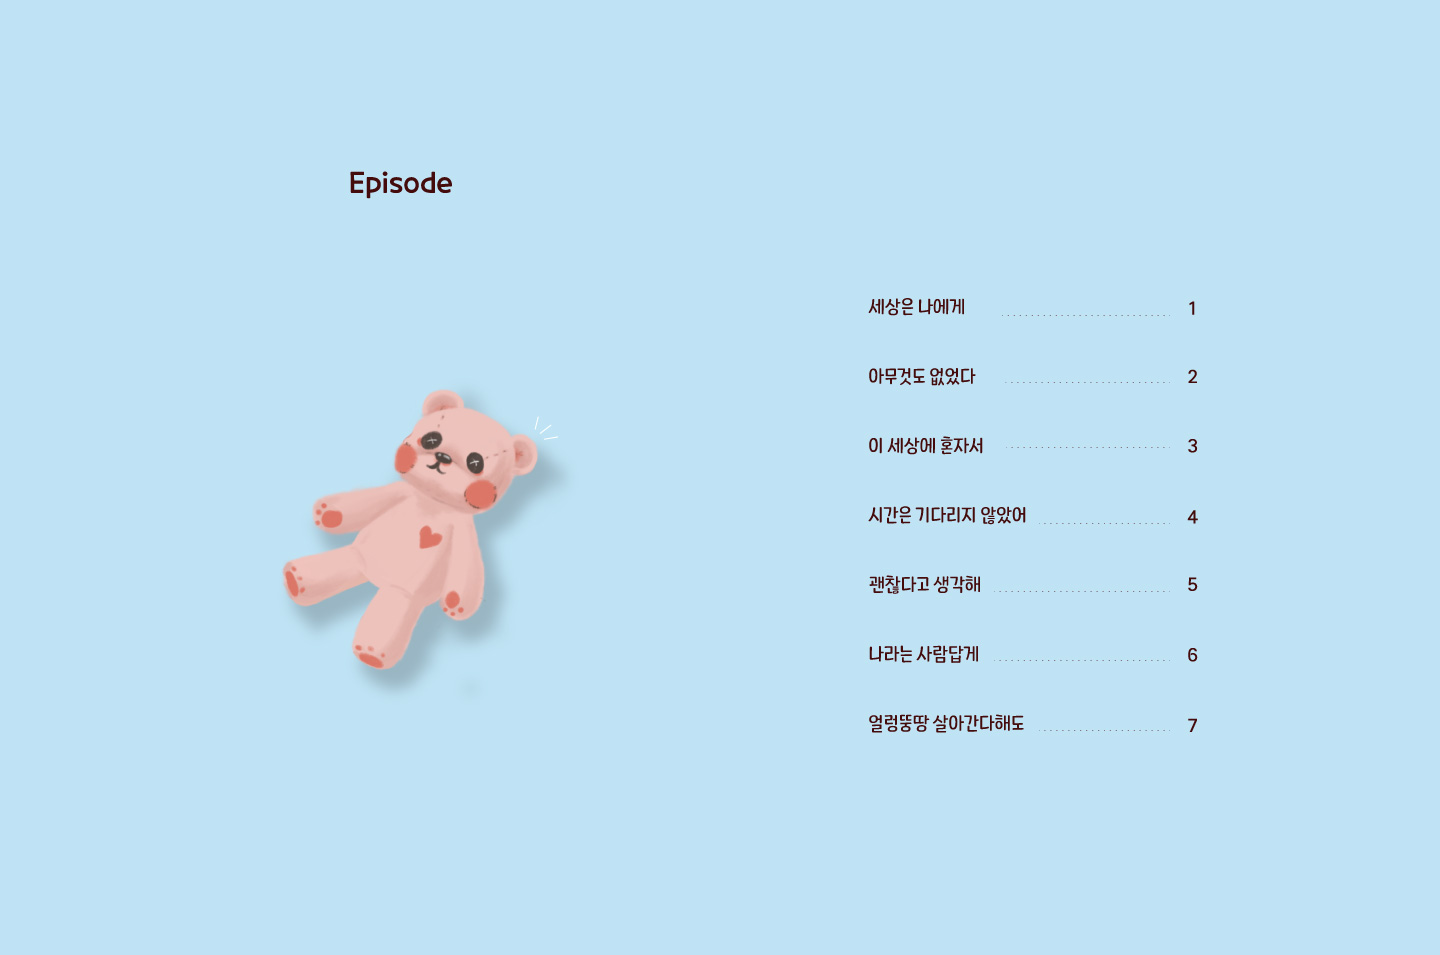 Episode
세상은 나에게 1
아무것도 없었다 2
이 세상에 혼자서 3
시간은 기다리지 않았어 4
괜찮다고 생각해 5
나라는 사람답게 6
얼렁뚱땅 살아간다해도 7